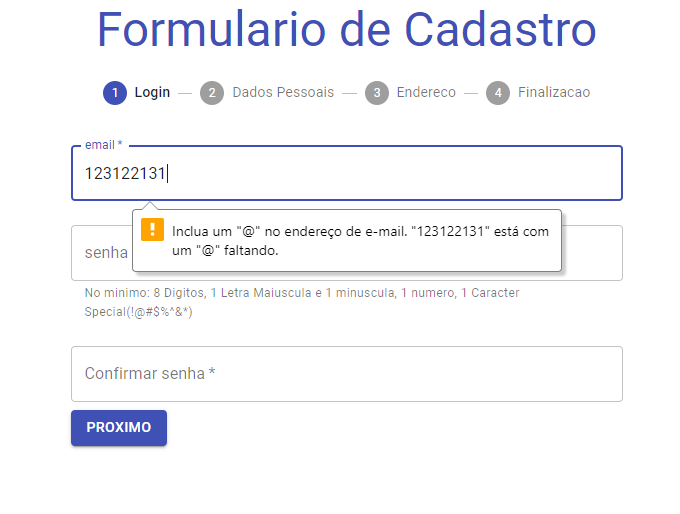 Formulario de Cadastro
1 Login 2 Dados Pessoais 3 Endereco 4 Finalizacao
email *
123122131
! Inclua um "@" no endereço de e-mail. "123122131" está com
um "@" faltando.
senha
No minimo: 8 Digitos, 1 Letra Maiuscula e 1 minuscula, 1 numero, 1 Caracter
Special(!@#$%^&*)
Confirmar senha *
PROXIMO